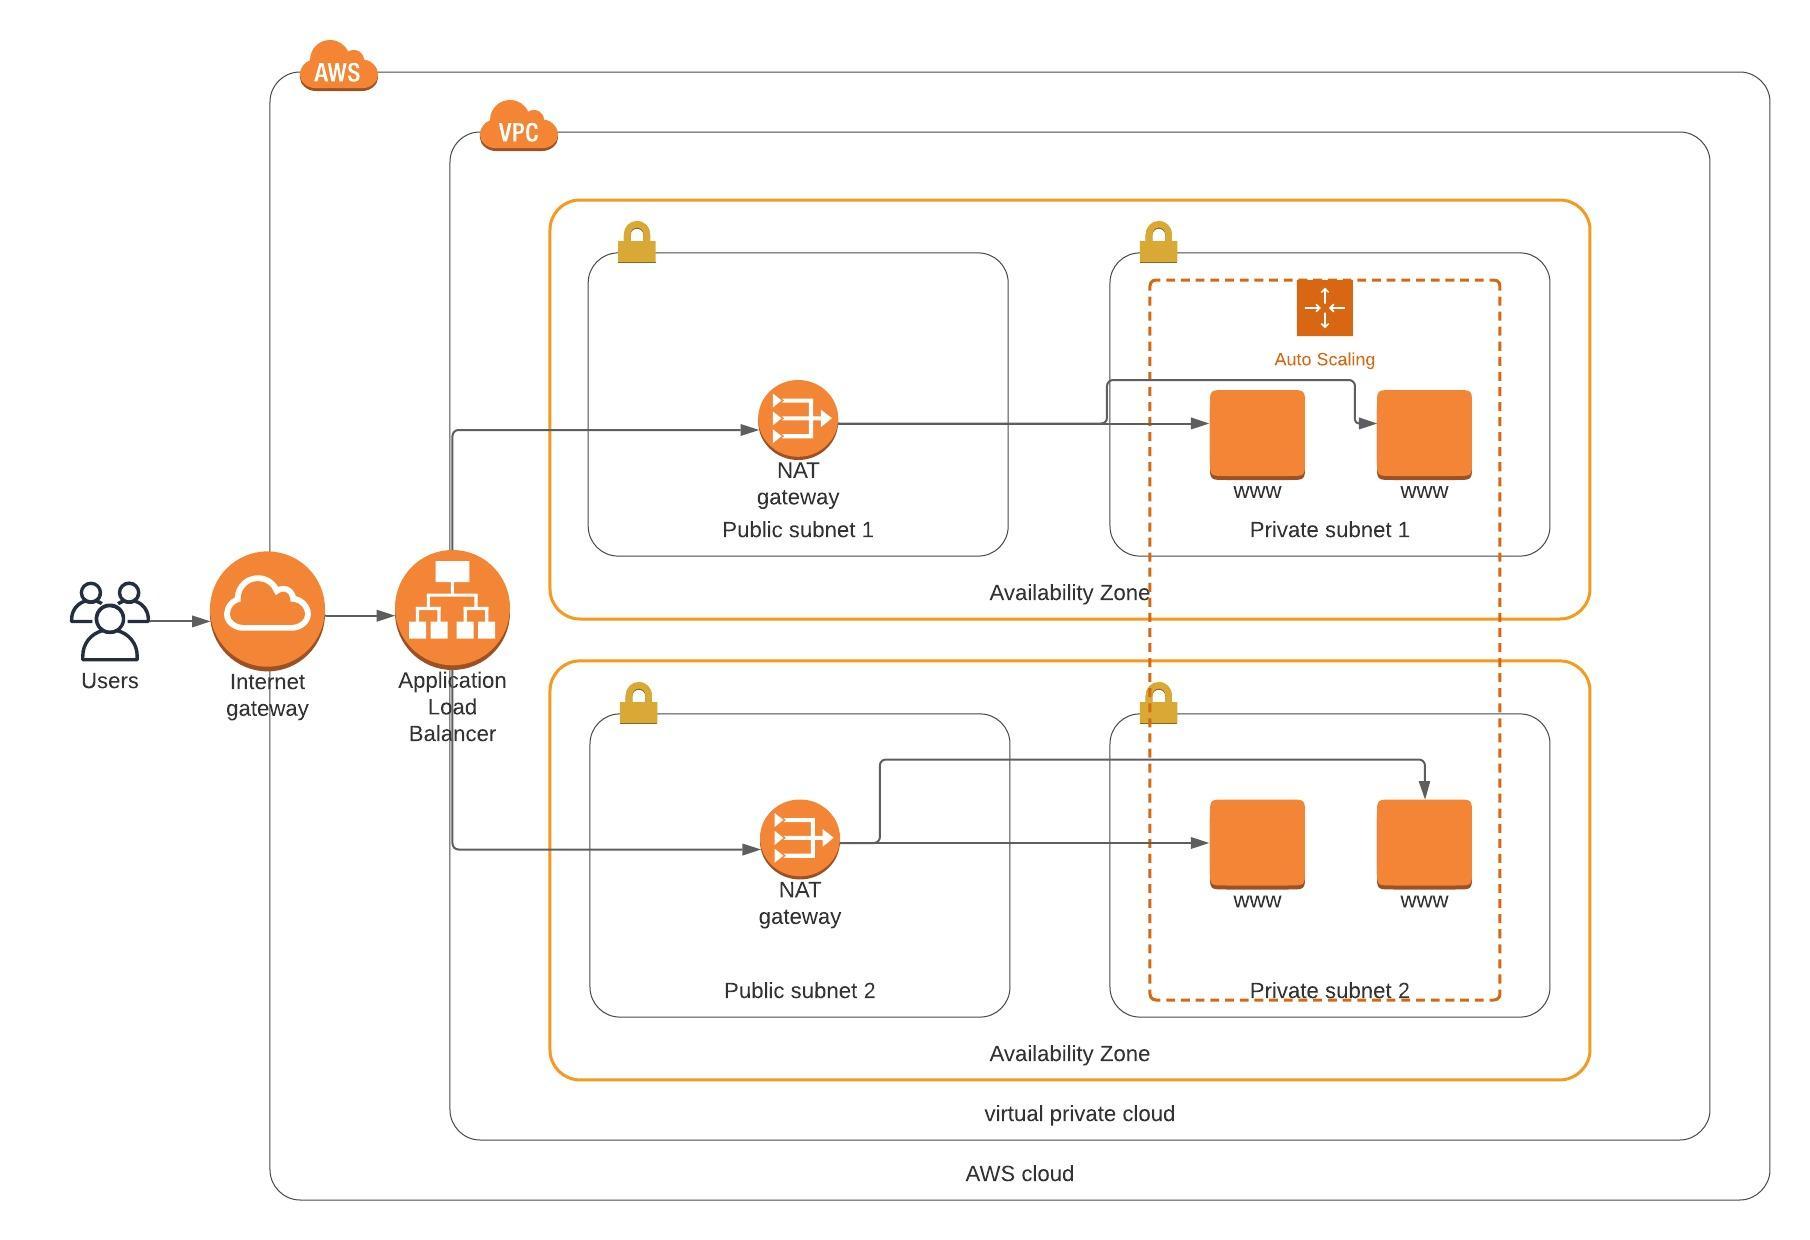 AWS
VPC
Auto Scaling
NAT
gateway
www
www
Public subnet 1
Private subnet 1
Availability Zone
Users
Internet
gateway
Application
Load
Balancer
NAT
gateway
www
www
Public subnet 2
Private subnet 2
Availability Zone
virtual private cloud
AWS cloud